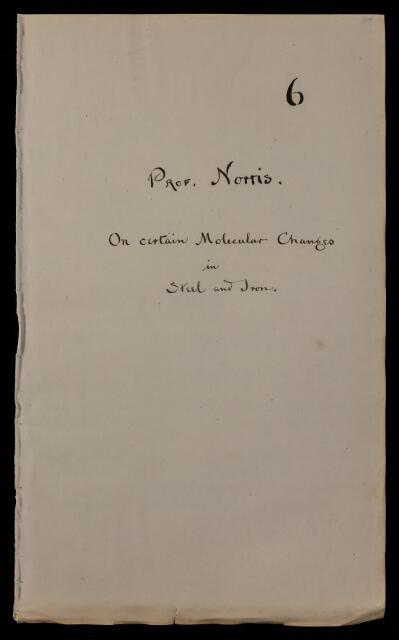 6
Prof. Norris.
On certain Molecular Changes
in
Steel and Iron.